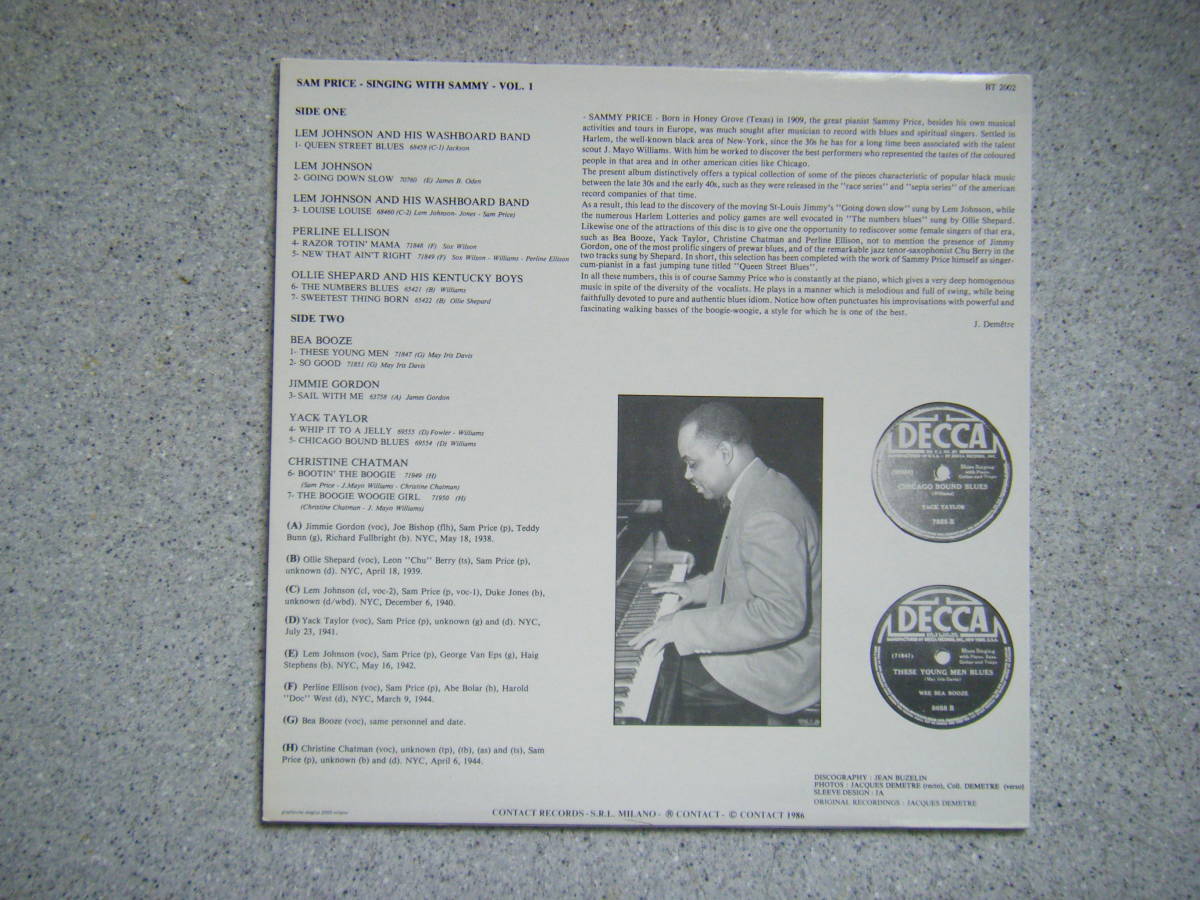 SAM PRICE - SINGING WITH SAMMY - VOL. 1
BT 2002
SIDE ONE
LEM JOHNSON AND HIS WASHBOARD BAND
1- QUEEN STREET BLUES 68458 (C-1) Jackson
LEM JOHNSON
2- GOING DOWN SLOW 70760 (E) James B. Oden
LEM JOHNSON AND HIS WASHBOARD BAND
3- LOUISE LOUISE 68460 (C-2) Lem Johnson- Jones - Sam Price)
PERLINE ELLISON
4- RAZOR TOTIN' MAMA 71848 (F) Sox Wilson
5- NEW THAT AIN'T RIGHT 71849 (F) Sox Wilson - Williams - Perline Ellison
OLLIE SHEPARD AND HIS KENTUCKY BOYS
6- THE NUMBERS BLUES 65421 (B) Williams
7- SWEETEST THING BORN 65422 (B) Ollie Shepard
SIDE TWO
BEA BOOZE
1- THESE YOUNG MEN 71847 (G) May Iris Davis
2- SO GOOD 71851 (G) May Iris Davis
JIMMIE GORDON
3- SAIL WITH ME 63758 (A) James Gordon
YACK TAYLOR
4- WHIP IT TO A JELLY 69555 (D) Fowler - Williams
5- CHICAGO BOUND BLUES 69554 (D) Williams
CHRISTINE CHATMAN
6- BOOTIN' THE BOOGIE 71949 (H)
(Sam Price - J.Mayo Williams - Christine Chatman)
7- THE BOOGIE WOOGIE GIRL 71950 (H)
(Christine Chatman - J. Mayo Williams)
(A) Jimmie Gordon (voc), Joe Bishop (flh), Sam Price (p), Teddy
Bunn (g), Richard Fullbright (b). NYC, May 18, 1938.
(B) Ollie Shepard (voc), Leon "Chu" Berry (ts), Sam Price (p),
unknown (d). NYC, April 18, 1939.
(C) Lem Johnson (cl, voc-2), Sam Price (p, voc-1), Duke Jones (b),
unknown (d/wbd). NYC, December 6, 1940.
(D) Yack Taylor (voc), Sam Price (p), unknown (g) and (d). NYC,
July 23, 1941.
(E) Lem Johnson (voc), Sam Price (p), George Van Eps (g), Haig
Stephens (b). NYC, May 16, 1942.
(F) Perline Ellison (voc), Sam Price (p), Abe Bolar (b), Harold
"Doc" West (d), NYC, March 9, 1944.
(G) Bea Booze (voc), same personnel and date.
(H) Christine Chatman (voc), unknown (tp), (tb), (as) and (ts), Sam
Price (p), unknown (b) and (d). NYC, April 6, 1944.
- SAMMY PRICE - Born in Honey Grove (Texas) in 1909, the great pianist Sammy Price, besides his own musical
activities and tours in Europe, was much sought after musician to record with blues and spiritual singers. Settled in
Harlem, the well-known black area of New-York, since the 30s he has for a long time been associated with the talent
scout J. Mayo Williams. With him he worked to discover the best performers who represented the tastes of the coloured
people in that area and in other american cities like Chicago.
The present album distinctively offers a typical collection of some of the pieces characteristic of popular black music
between the late 30s and the early 40s, such as they were released in the "race series" and "sepia series" of the american
record companies of that time.
As a result, this lead to the discovery of the moving St-Louis Jimmy's "Going down slow" sung by Lem Johnson, while
the numerous Harlem Lotteries and policy games are well evocated in "The numbers blues" sung by Ollie Shepard.
Likewise one of the attractions of this disc is to give one the opportunity to rediscover some female singers of that era,
such as Bea Booze, Yack Taylor, Christine Chatman and Perline Ellison, not to mention the presence of Jimmy
Gordon, one of the most prolific singers of prewar blues, and of the remarkable jazz tenor-saxophonist Chu Berry in the
two tracks sung by Shepard. In short, this selection has been completed with the work of Sammy Price himself as singer-
cum-pianist in a fast jumping tune titled "Queen Street Blues".
In all these numbers, this is of course Sammy Price who is constantly at the piano, which gives a very deep homogenous
music in spite of the diversity of the vocalists. He plays in a manner which is melodious and full of swing, while being
faithfully devoted to pure and authentic blues idiom. Notice how often punctuates his improvisations with powerful and
fascinating walking basses of the boogie-woogie, a style for which he is one of the best.
J. Demêtre
DECCA
Blues Singing
with Piano,
Guitar and Traps
CHICAGO BOUND BLUES
(Williams)
YACK TAYLOR
DECCA
(71847)
Blues Singing
with Piano, Bass,
Guitar and Traps
THESE YOUNG MEN BLUES
(May Iris Davis)
WEE BEA BOOZE
8658 B
DISCOGRAPHY : JEAN BUZELIN
PHOTOS : JACQUES DEMETRE (recto), Coll. DEMETRE (verso)
SLEEVE DESIGN : IA
ORIGINAL RECORDINGS : JACQUES DEMETRE
CONTACT RECORDS - S.R.L. MILANO - ℗ CONTACT - © CONTACT 1986